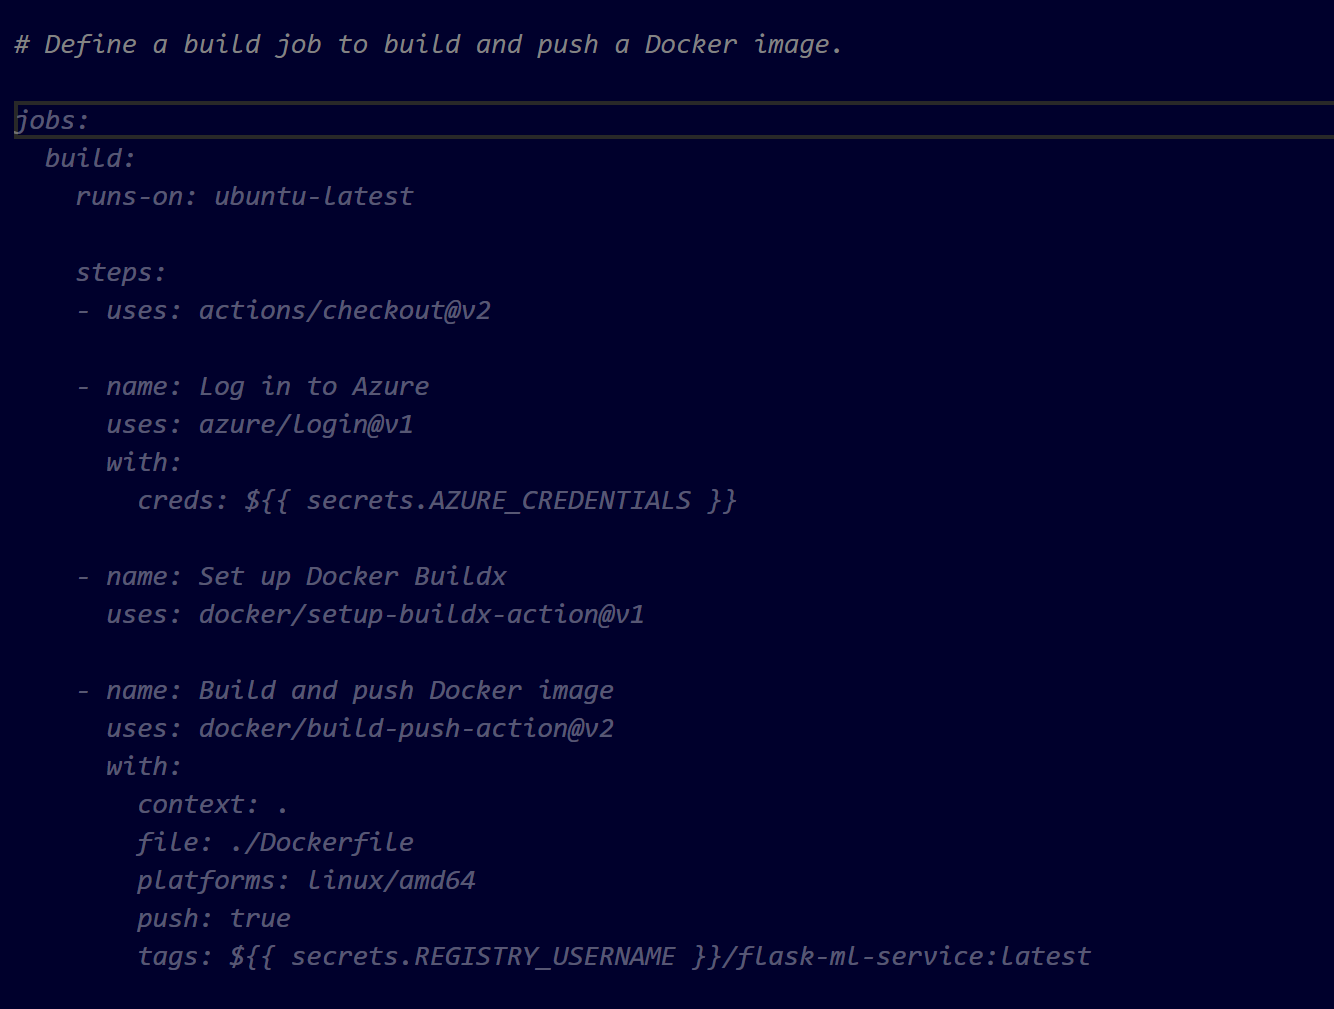 # Define a build job to build and push a Docker image.
jobs:
  build:
    runs-on: ubuntu-latest
    steps:
    - uses: actions/checkout@v2
    - name: Log in to Azure
      uses: azure/login@v1
      with:
        creds: ${{ secrets.AZURE_CREDENTIALS }}
    - name: Set up Docker Buildx
      uses: docker/setup-buildx-action@v1
    - name: Build and push Docker image
      uses: docker/build-push-action@v2
      with:
        context: .
        file: ./Dockerfile
        platforms: linux/amd64
        push: true
        tags: ${{ secrets.REGISTRY_USERNAME }}/flask-ml-service:latest